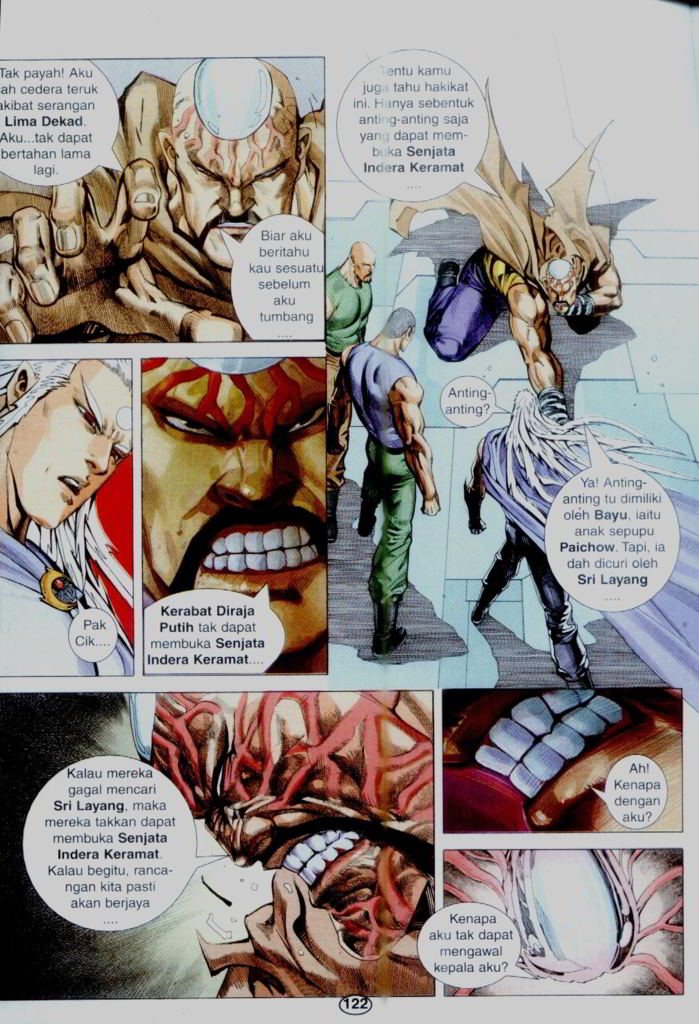 Tak payah! Aku
ah cedera teruk
akibat serangan
Lima Dekad.
Aku...tak dapat
bertahan lama
lagi.
Biar aku
beritahu
kau sesuatu
sebelum
aku
tumbang
....
Tentu kamu
juga tahu hakikat
ini. Hanya sebentuk
anting-anting saja
yang dapat mem-
buka Senjata
Indera Keramat
....
Anting-
anting?
Ya! Anting-
anting tu dimiliki
oleh Bayu, iaitu
anak sepupu
Paichow. Tapi, ia
dah dicuri oleh
Sri Layang
.....
Pak
Cik....
Kerabat Diraja
Putih tak dapat
membuka Senjata
Indera Keramat....
Kalau mereka
gagal mencari
Sri Layang, maka
mereka takkan dapat
membuka Senjata
Indera Keramat.
Kalau begitu, ranca-
ngan kita pasti
akan berjaya
....
Ah!
Kenapa
dengan
aku?
Kenapa
aku tak dapat
mengawal
kepala aku?
122